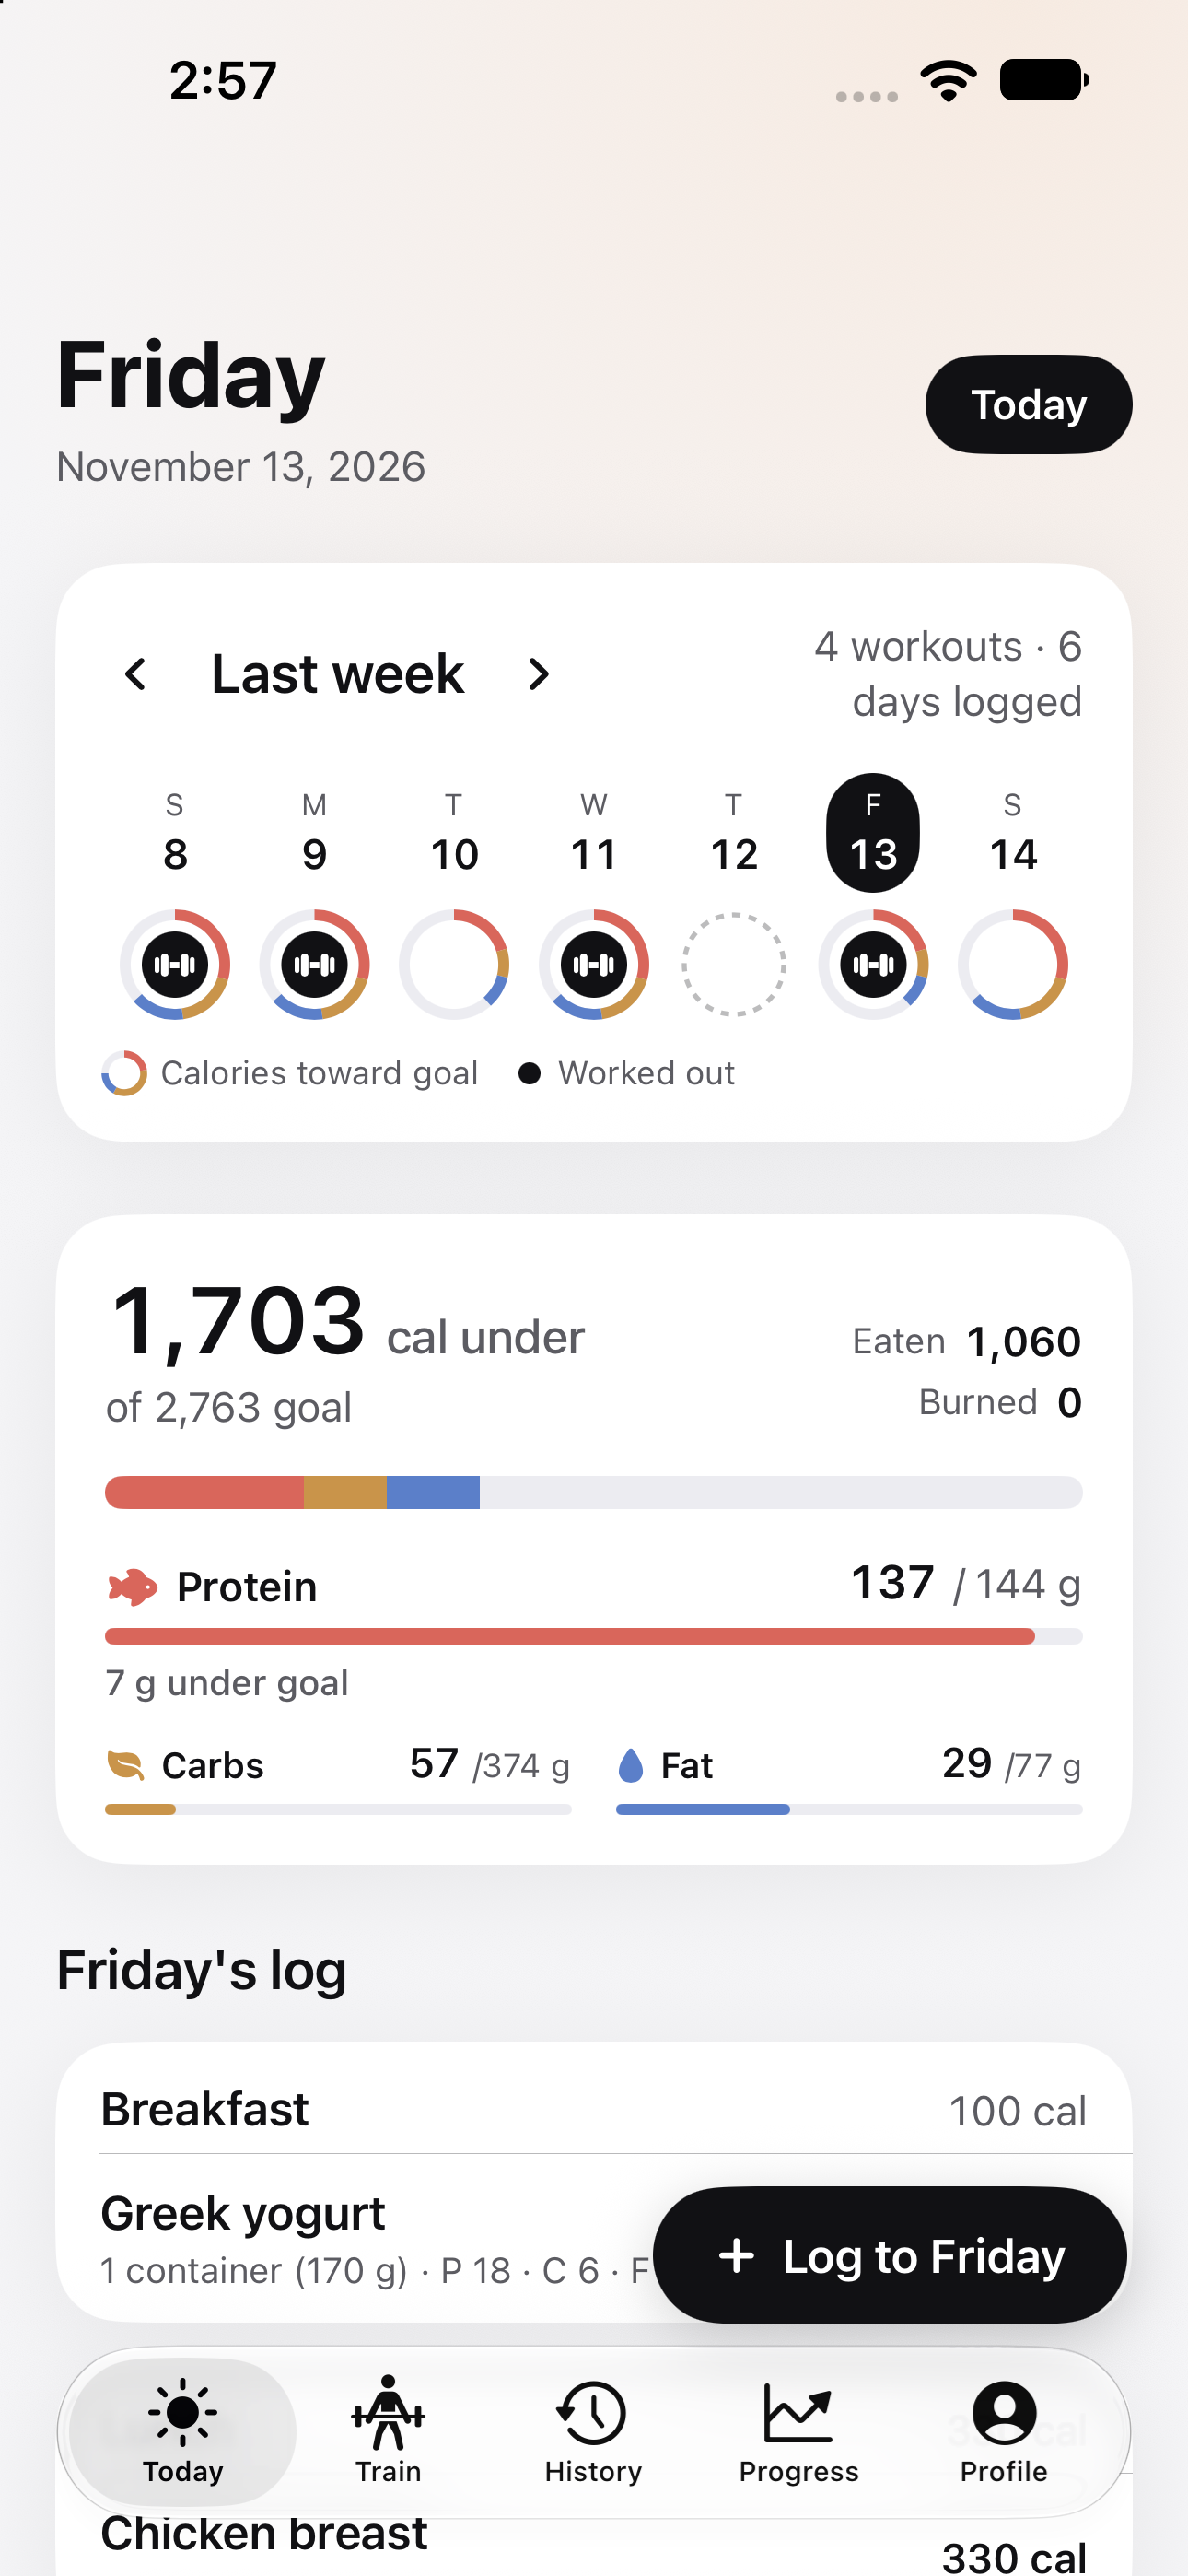 2:57
Friday
Today
November 13, 2026
Last week
4 workouts · 6
days logged
S M T W T F S
8 9 10 11 12 13 14
Calories toward goal
Worked out
1,703 cal under
of 2,763 goal
Eaten 1,060
Burned 0
Protein
137 / 144 g
7 g under goal
Carbs 57 /374 g
Fat 29 /77 g
Friday's log
Breakfast 100 cal
Greek yogurt
1 container (170 g) · P 18 · C 6 · F
+ Log to Friday
Today
Train
History
Progress
Profile
Chicken breast
330 cal